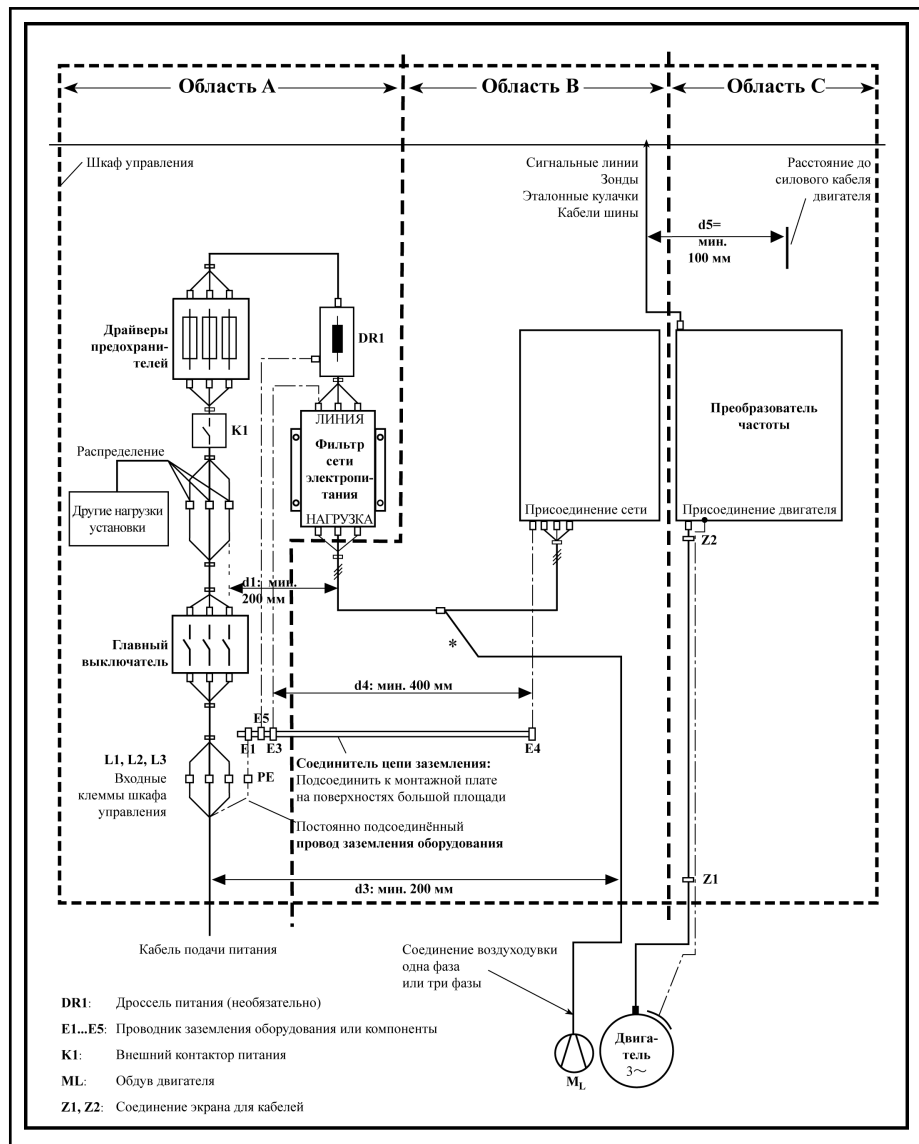 Область A
Область B
Область C
Шкаф управления
Сигнальные линии
Зонды
Эталонные кулачки
Кабели шины
Расстояние до
силового кабеля
двигателя
d5=
мин.
100 мм
Драйверы
предохрани-
телей
DR1
K1
ЛИНИЯ
Фильтр
сети
электропи-
тания
НАГРУЗКА
Распределение
Другие нагрузки
установки
Преобразователь
частоты
Присоединение сети
Присоединение двигателя
Z2
d1: мин.
200 мм
Главный
выключатель
*
d4: мин. 400 мм
E5
E1
E3
E4
L1, L2, L3
Входные
клеммы шкафа
управления
PE
Соединитель цепи заземления:
Подсоединить к монтажной плате
на поверхностях большой площади
Постоянно подсоединённый
провод заземления оборудования
d3: мин. 200 мм
Z1
Кабель подачи питания
Соединение воздуходувки
одна фаза
или три фазы
Двига-
тель
3~
ML
DR1: Дроссель питания (необязательно)
E1...E5: Проводник заземления оборудования или компоненты
K1: Внешний контактор питания
ML: Обдув двигателя
Z1, Z2: Соединение экрана для кабелей